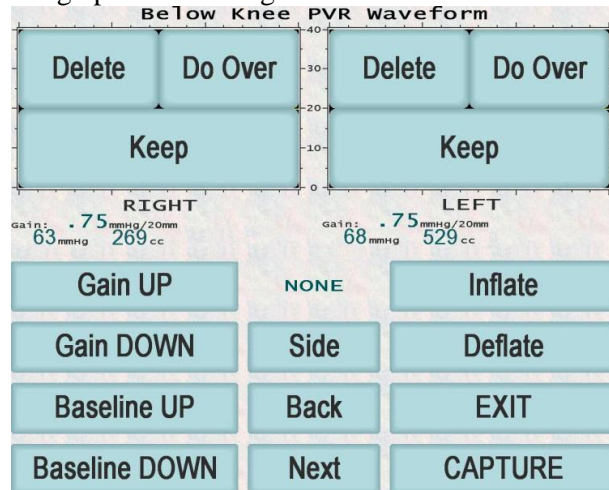 Below Knee PVR Waveform
40
Delete Do Over 30 Delete Do Over
20
Keep 10 Keep
0
RIGHT LEFT
Gain: .75 mmHg/20mm Gain: .75 mmHg/20mm
63 mmHg 269 cc 68 mmHg 529 cc
Gain UP NONE Inflate
Gain DOWN Side Deflate
Baseline UP Back EXIT
Baseline DOWN Next CAPTURE